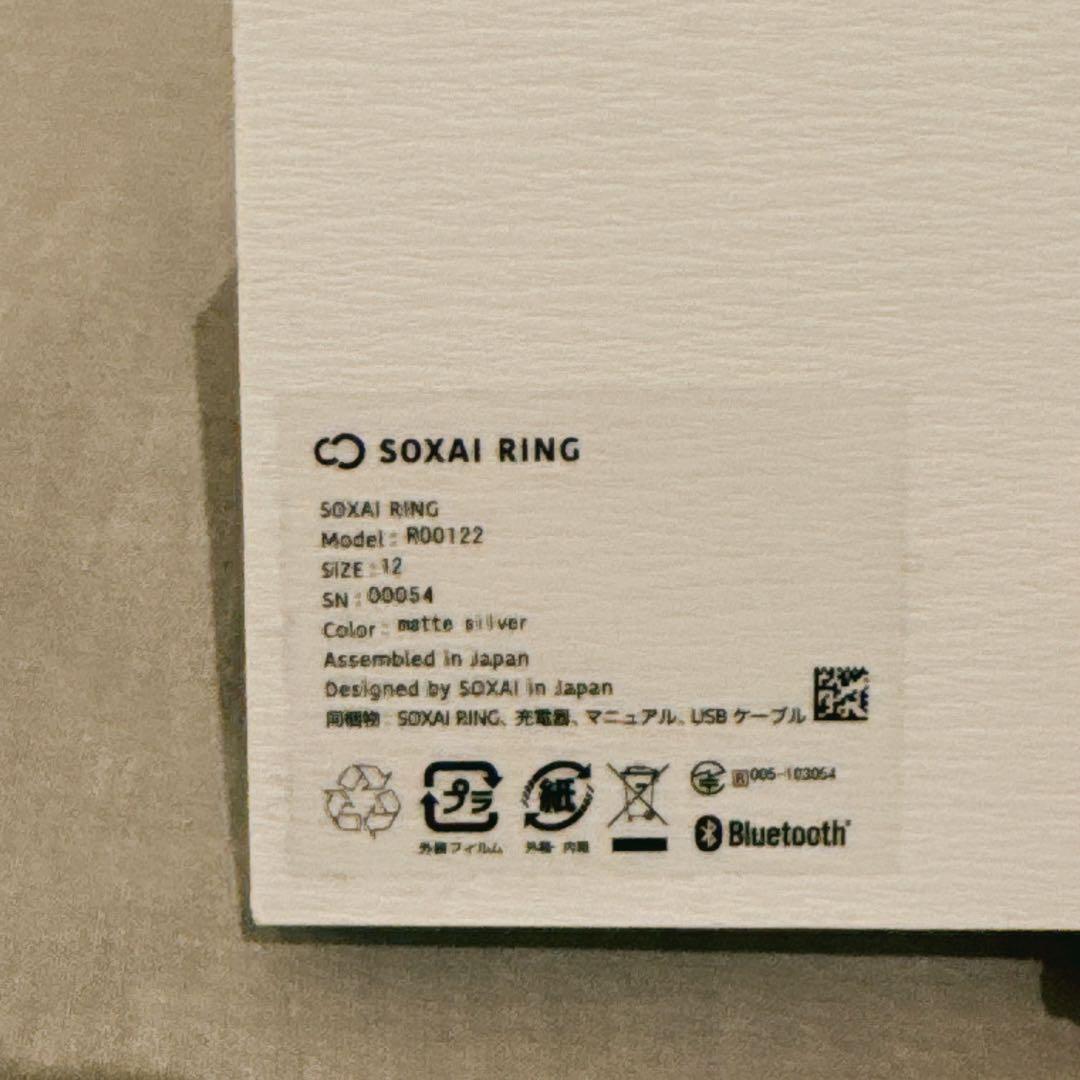 SOXAI RING
SOXAI RING
Model : R00122
SIZE : 12
SN : 00054
Color : matte silver
Assembled in Japan
Designed by SOXAI in Japan
同梱物 : SOXAI RING、充電器、マニュアル、USB ケーブル
プラ
外装フィルム
紙
外箱・内箱
R 005-103054
Bluetooth®